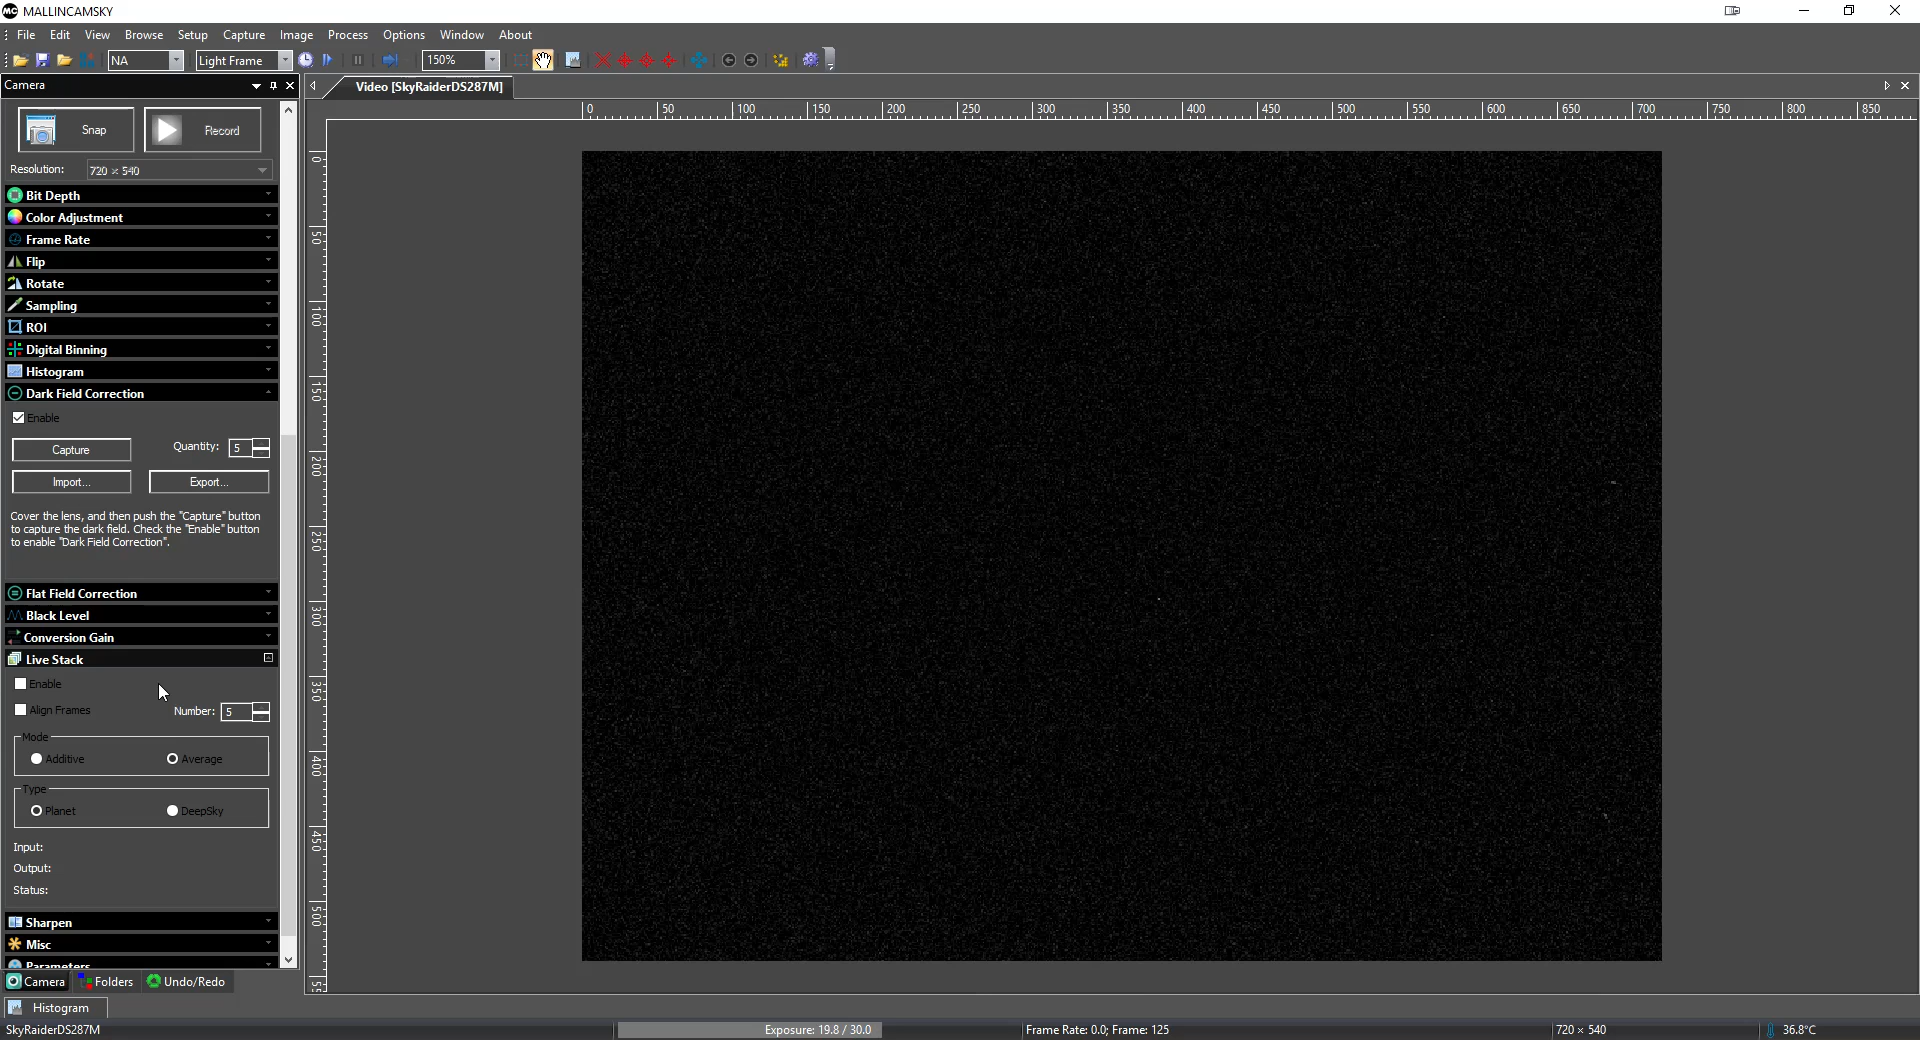 MC MALLINCAMSKY
File Edit View Browse Setup Capture Image Process Options Window About
NA Light Frame 150%
Camera
Video [SkyRaiderDS287M]
0 50 100 150 200 250 300 350 400 450 500 550 600 650 700 750 800 850
Snap Record
Resolution: 720 × 540
Bit Depth
Color Adjustment
Frame Rate
Flip
Rotate
Sampling
ROI
Digital Binning
Histogram
Dark Field Correction
Enable
Capture Quantity: 5
Import... Export...
Cover the lens, and then push the "Capture" button
to capture the dark field. Check the "Enable" button
to enable "Dark Field Correction".
Flat Field Correction
Black Level
Conversion Gain
Live Stack
Enable
Align Frames Number: 5
Mode
Additive Average
Type
Planet DeepSky
Input:
Output:
Status:
Sharpen
Misc
Parameters
0
50
100
150
200
250
300
350
400
450
500
55
Camera Folders Undo/Redo
Histogram
SkyRaiderDS287M Exposure: 19.8 / 30.0 Frame Rate: 0.0; Frame: 125 720 × 540 36.8°C